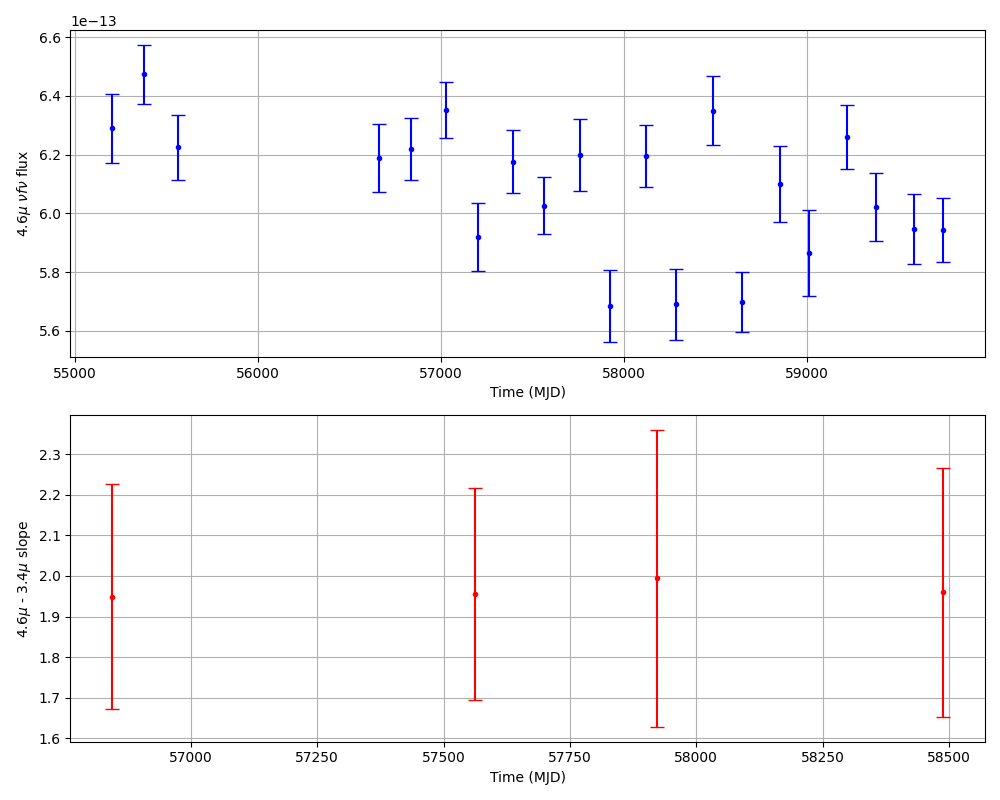 1e−13
6.6
6.4
6.2
6.0
5.8
5.6
4.6μ νfν flux
55000 56000 57000 58000 59000
Time (MJD)
2.3
2.2
2.1
2.0
1.9
1.8
1.7
1.6
4.6μ - 3.4μ slope
57000 57250 57500 57750 58000 58250 58500
Time (MJD)